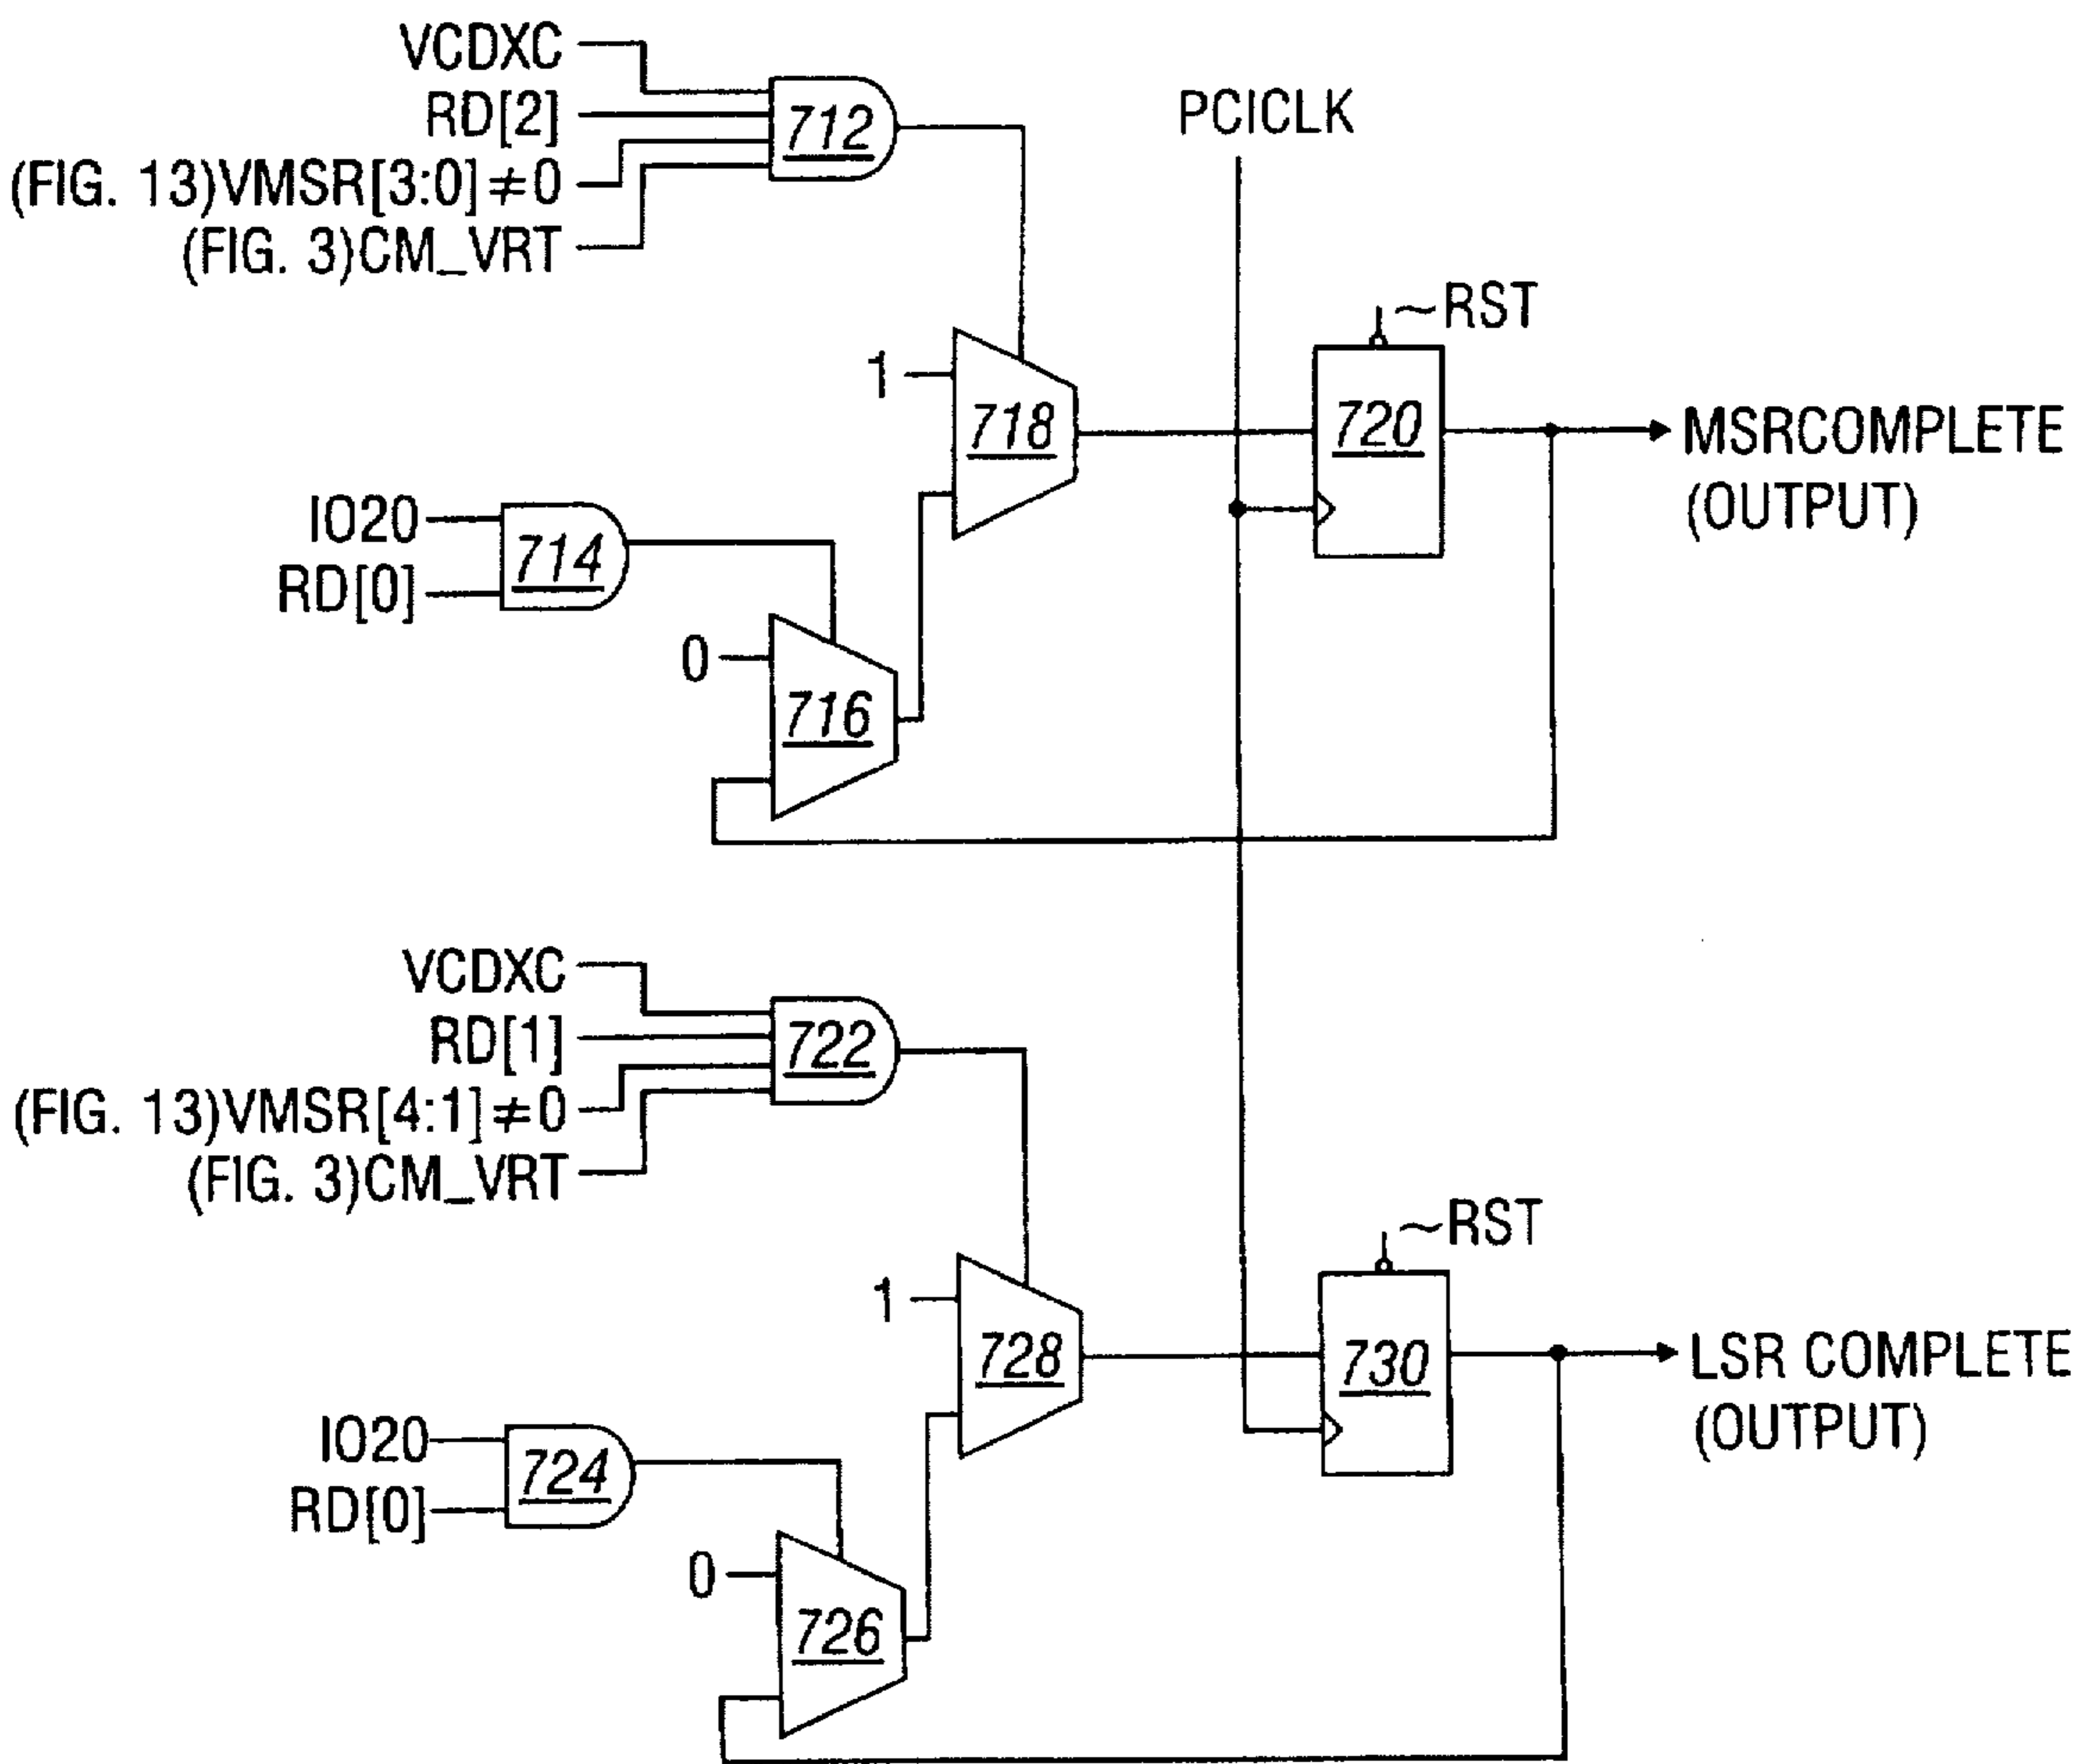 VCDXC
RD[2]
(FIG. 13)VMSR[3:0]≠0
(FIG. 3)CM_VRT
712
PCICLK
~RST
1
718
720
MSRCOMPLETE
(OUTPUT)
IO20
RD[0]
714
0
716
VCDXC
RD[1]
(FIG. 13)VMSR[4:1]≠0
(FIG. 3)CM_VRT
722
~RST
1
728
730
LSR COMPLETE
(OUTPUT)
IO20
RD[0]
724
0
726